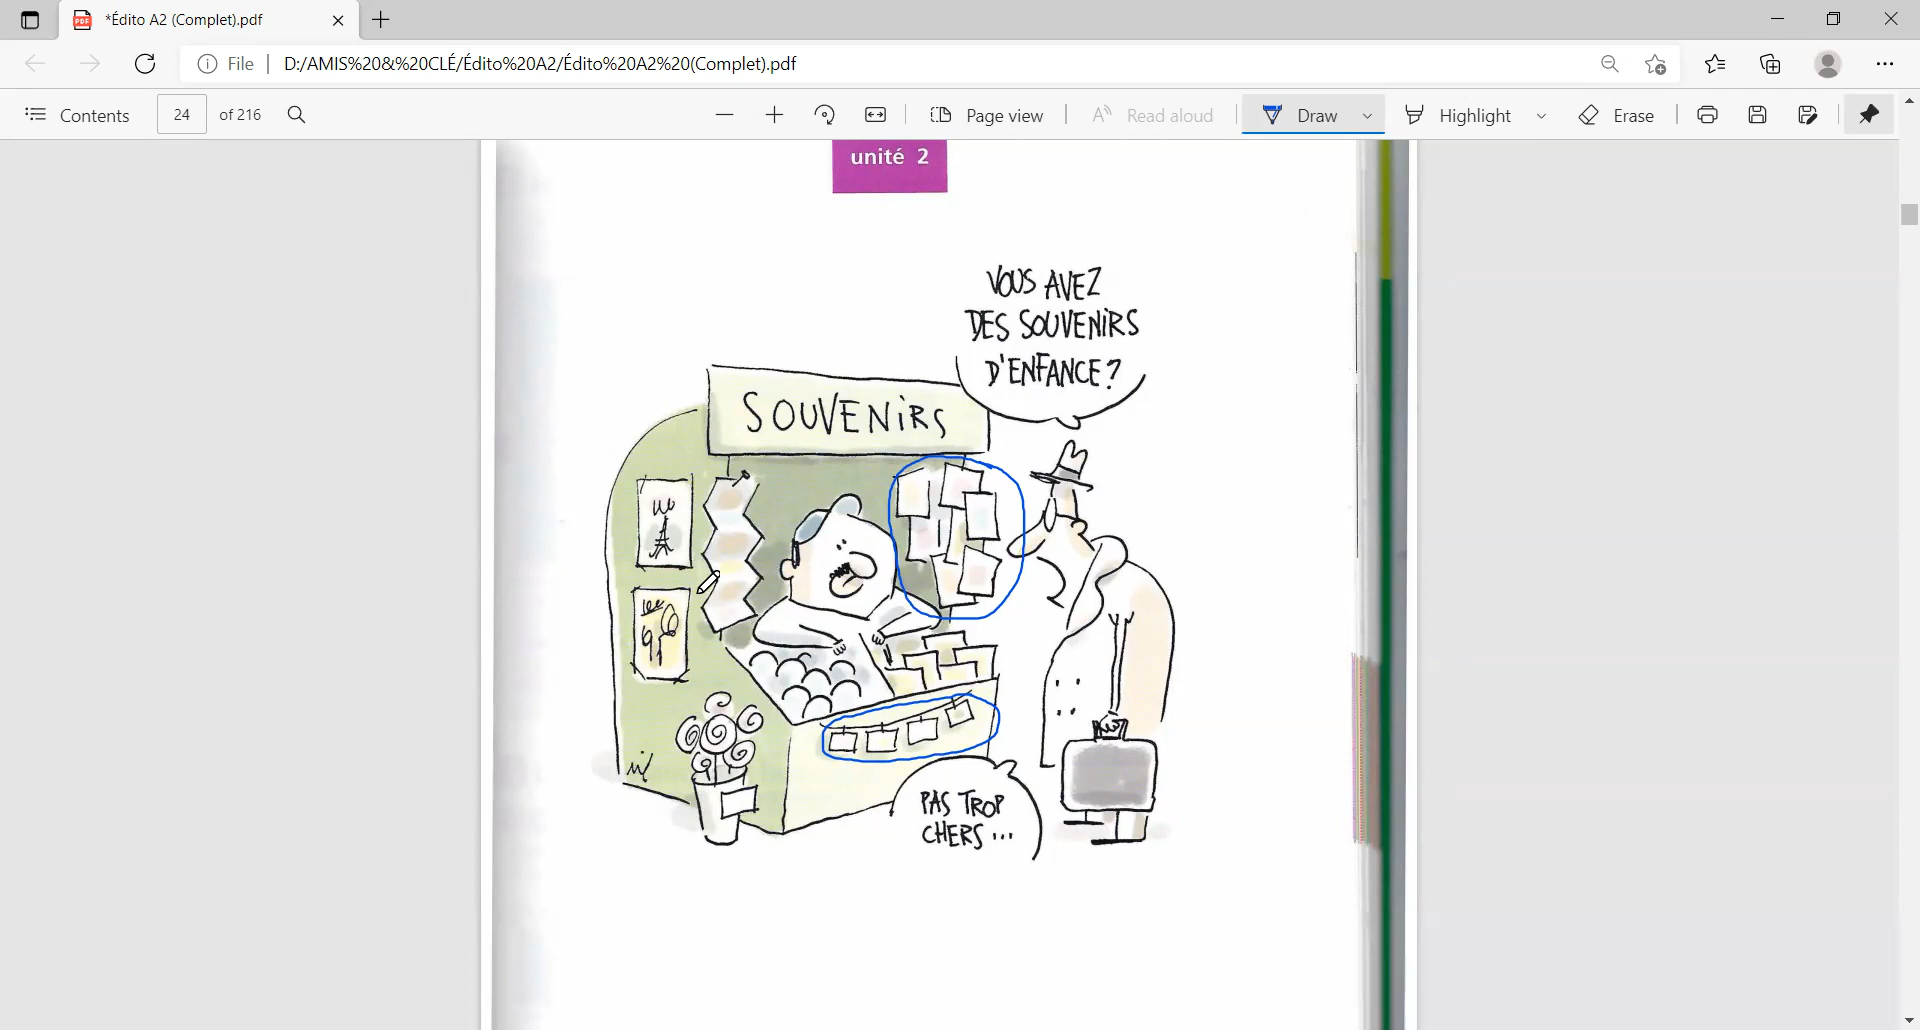 *Édito A2 (Complet).pdf
File
D:/AMIS%20&%20CLÉ/Édito%20A2/Édito%20A2%20(Complet).pdf
Contents
24
of 216
Page view
Read aloud
Draw
Highlight
Erase
unité 2
VOUS AVEZ
DES SOUVENIRS
D'ENFANCE ?
SOUVENIRS
PAS TROP
CHERS ...